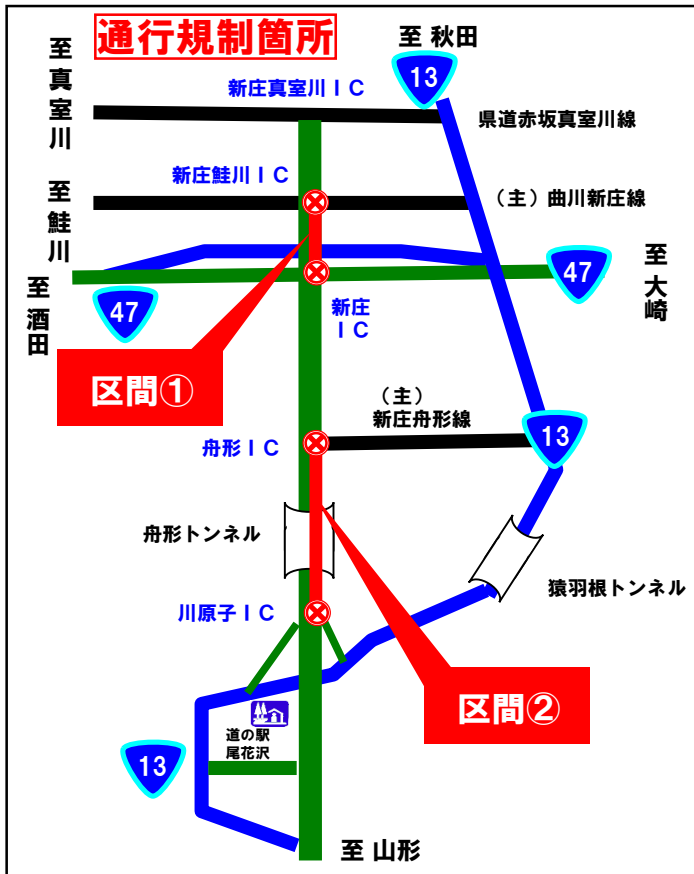 通行規制箇所
至 秋田
至真室川
13
新庄真室川IC
県道赤坂真室川線
至鮭川
新庄鮭川IC
（主）曲川新庄線
至酒田
47
新庄
IC
47
至大崎
区間①
（主）
新庄舟形線
13
舟形IC
舟形トンネル
猿羽根トンネル
川原子IC
区間②
道の駅
尾花沢
13
至 山形